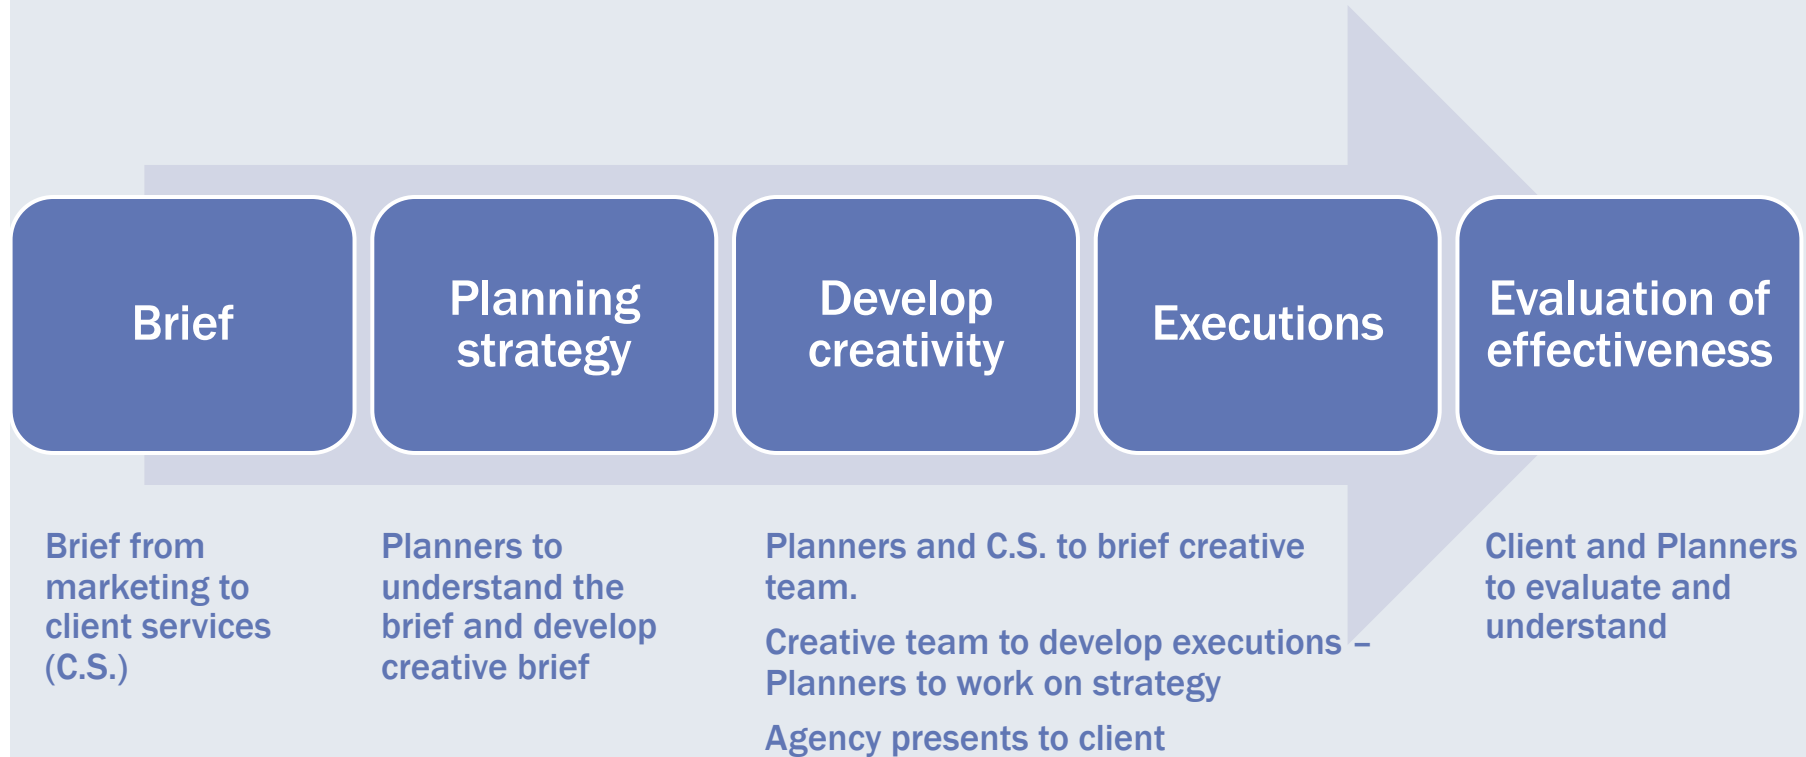 Brief
Planning
strategy
Develop
creativity
Executions
Evaluation of
effectiveness
Brief from
marketing to
client services
(C.S.)
Planners to
understand the
brief and develop
creative brief
Planners and C.S. to brief creative
team.
Creative team to develop executions –
Planners to work on strategy
Agency presents to client
Client and Planners
to evaluate and
understand